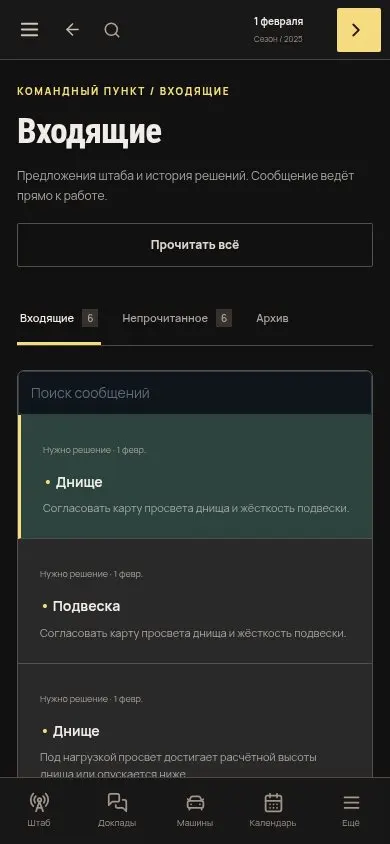 1 февраля
Сезон / 2025
КОМАНДНЫЙ ПУНКТ / ВХОДЯЩИЕ
Входящие
Предложения штаба и история решений. Сообщение ведёт
прямо к работе.
Прочитать всё
Входящие 6 Непрочитанное 6 Архив
Поиск сообщений
Нужно решение · 1 февр.
• Днище
Согласовать карту просвета днища и жёсткость подвески.
Нужно решение · 1 февр.
• Подвеска
Согласовать карту просвета днища и жёсткость подвески.
Нужно решение · 1 февр.
• Днище
Под нагрузкой просвет достигает расчётной высоты
днища или опускается ниже
Штаб Доклады Машины Календарь Ещё